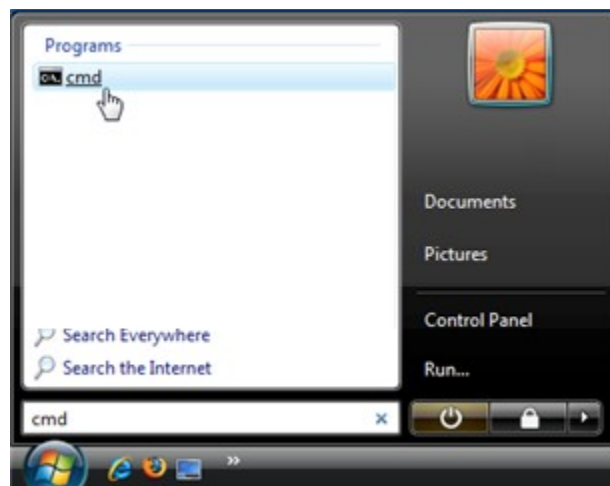 Programs
cmd
Search Everywhere
Search the Internet
cmd
Documents
Pictures
Control Panel
Run...